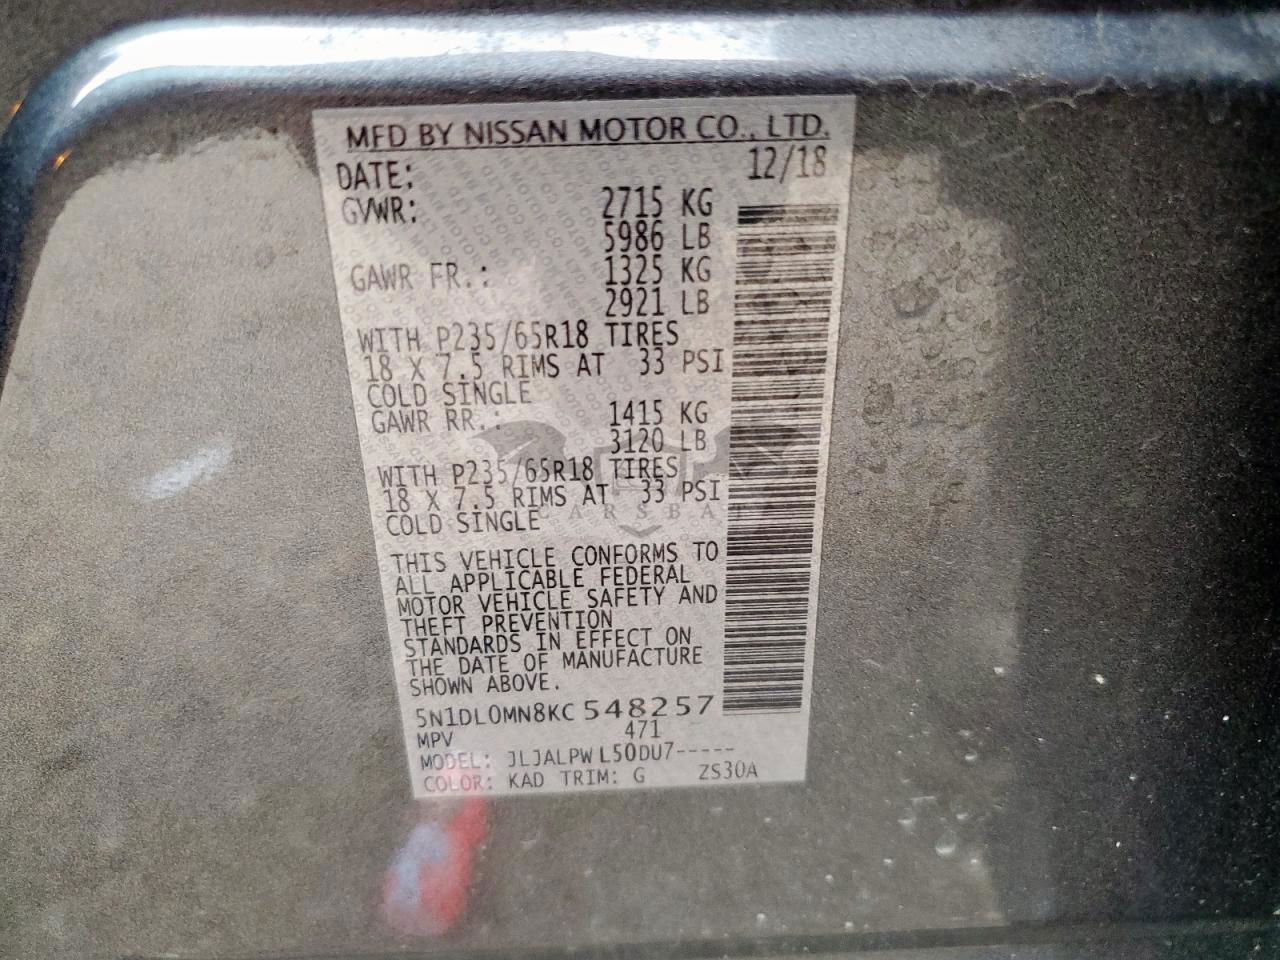 MFD BY NISSAN MOTOR CO., LTD.
DATE: 12/18
GVWR: 2715 KG
5986 LB
GAWR FR.: 1325 KG
2921 LB
WITH P235/65R18 TIRES
18 X 7.5 RIMS AT 33 PSI
COLD SINGLE
GAWR RR.: 1415 KG
3120 LB
WITH P235/65R18 TIRES
18 X 7.5 RIMS AT 33 PSI
COLD SINGLE
CARSBAT
THIS VEHICLE CONFORMS TO
ALL APPLICABLE FEDERAL
MOTOR VEHICLE SAFETY AND
THEFT PREVENTION
STANDARDS IN EFFECT ON
THE DATE OF MANUFACTURE
SHOWN ABOVE.
5N1DL0MN8KC548257
MPV 471
MODEL: JLJALPWL50DU7-----
COLOR: KAD TRIM: G ZS30A